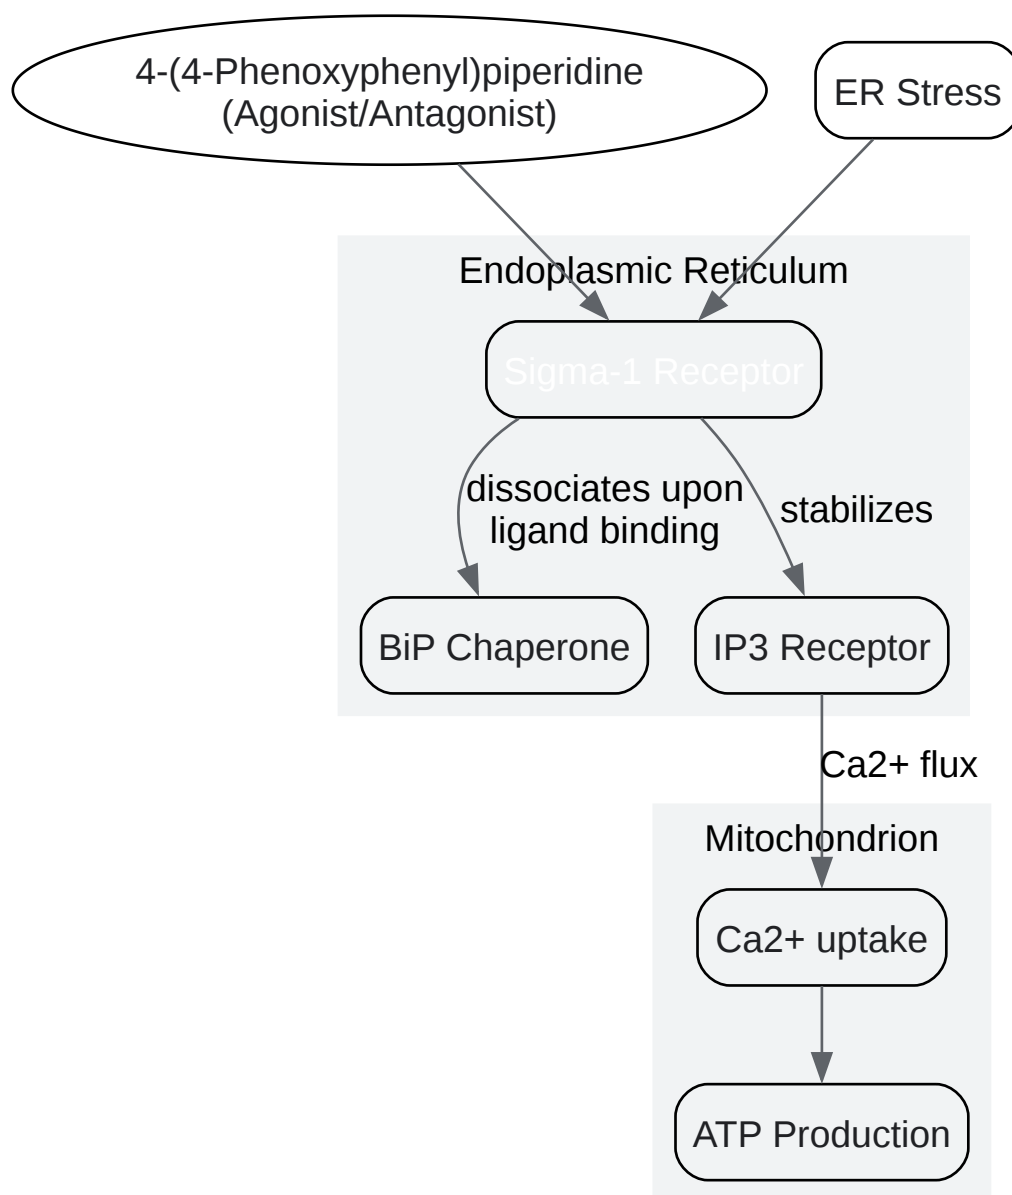 4-(4-Phenoxyphenyl)piperidine
(Agonist/Antagonist)
ER Stress
Endoplasmic Reticulum
Sigma-1 Receptor
dissociates upon
ligand binding
stabilizes
BiP Chaperone
IP3 Receptor
Ca2+ flux
Mitochondrion
Ca2+ uptake
ATP Production